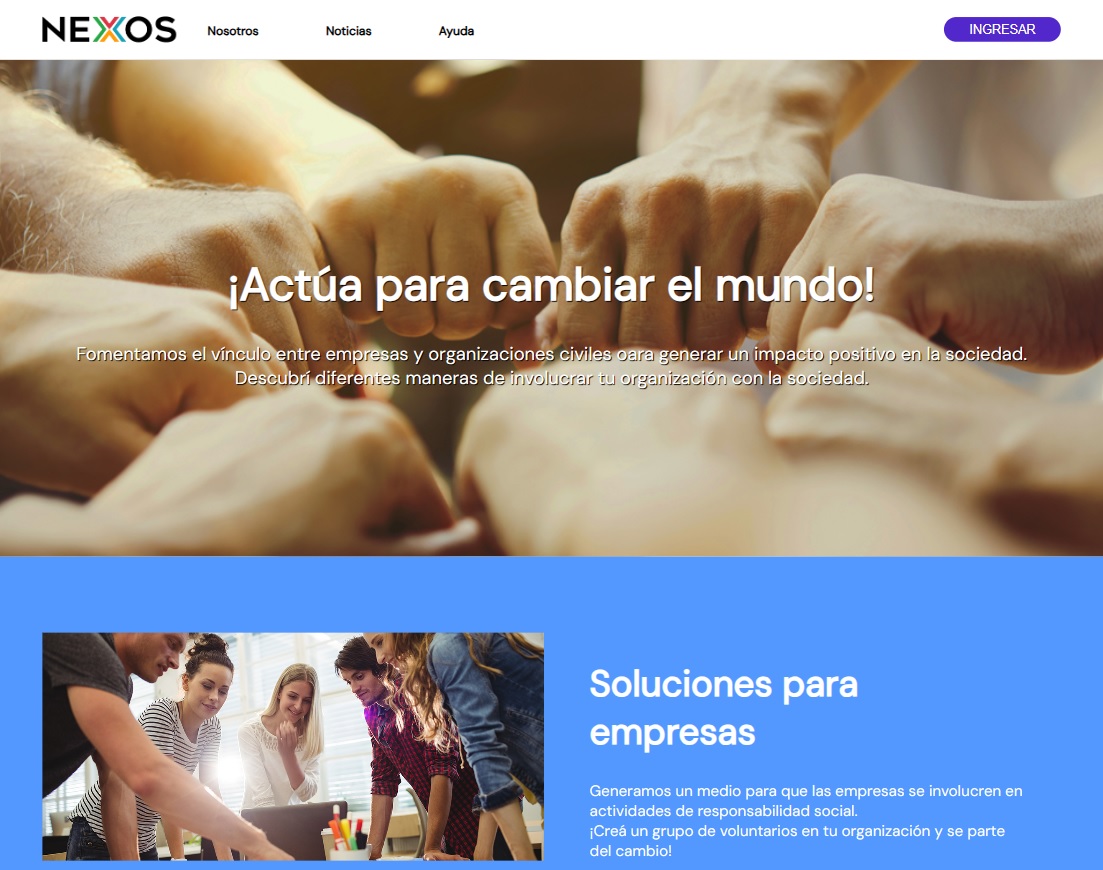 NEXOS
Nosotros
Noticias
Ayuda
INGRESAR
¡Actúa para cambiar el mundo!
Fomentamos el vínculo entre empresas y organizaciones civiles oara generar un impacto positivo en la sociedad.
Descubrí diferentes maneras de involucrar tu organización con la sociedad.
Soluciones para
empresas
Generamos un medio para que las empresas se involucren en
actividades de responsabilidad social.
¡Creá un grupo de voluntarios en tu organización y se parte
del cambio!